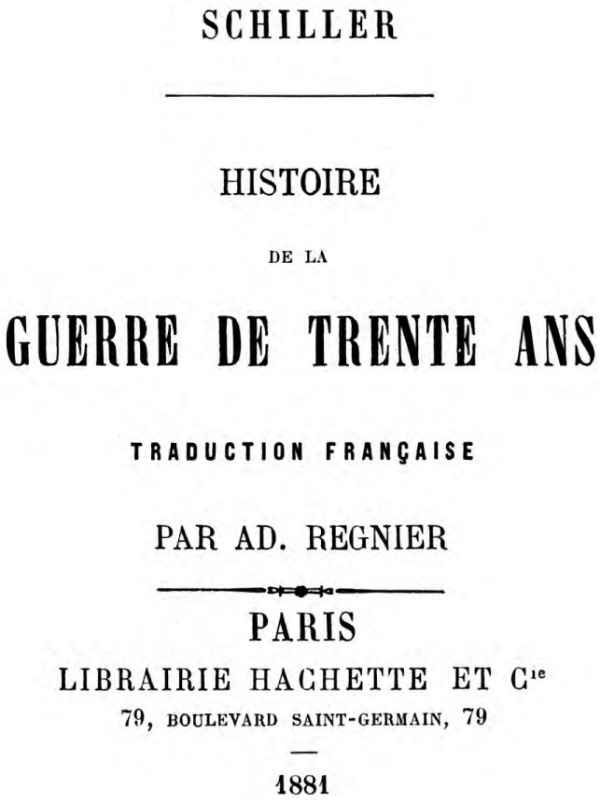 SCHILLER
HISTOIRE
DE LA
GUERRE DE TRENTE ANS
TRADUCTION FRANÇAISE
PAR AD. REGNIER
PARIS
LIBRAIRIE HACHETTE ET Cie
79, BOULEVARD SAINT-GERMAIN, 79
1881